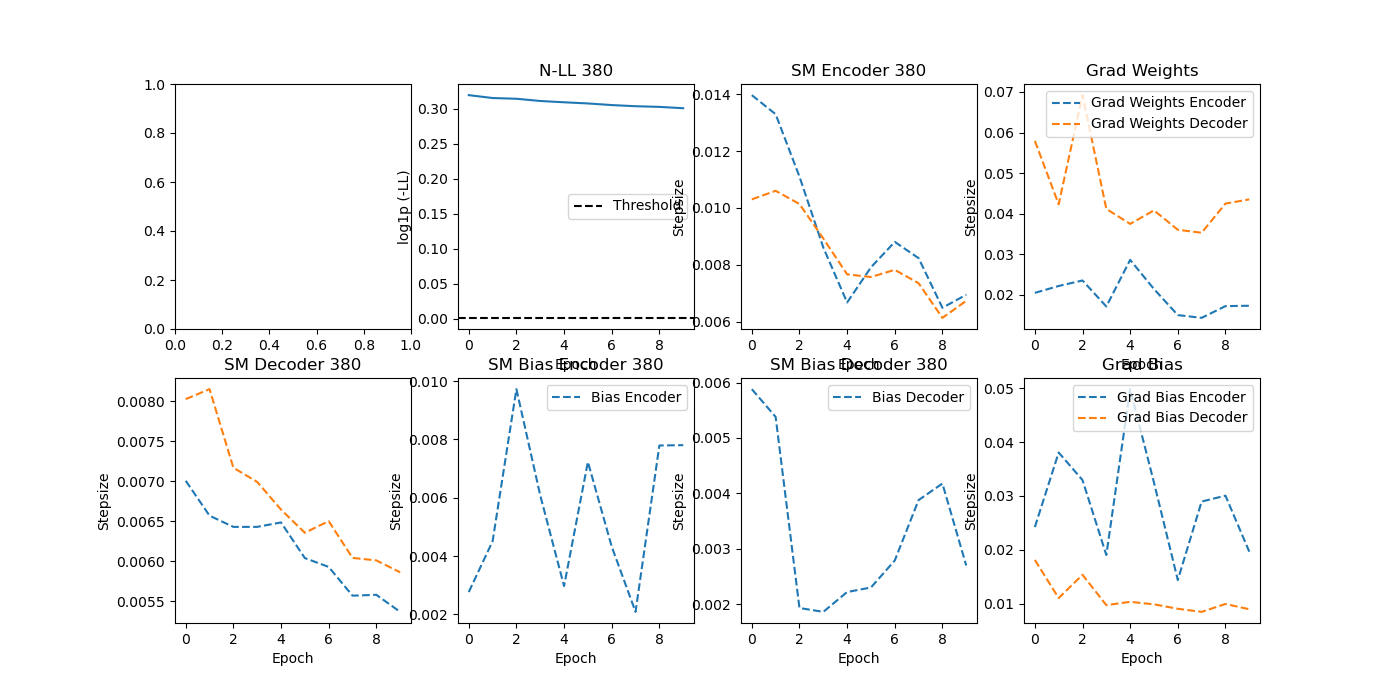 N-LL 380
SM Encoder 380
Grad Weights
1.0
0.8
0.6
0.4
0.2
0.0
0.0 0.2 0.4 0.6 0.8 1.0
log1p (-LL)
0.30
0.25
0.20
0.15
0.10
0.05
0.00
Threshold
0 2 4 6 8
Epoch
Stepsize
0.014
0.012
0.010
0.008
0.006
0 2 4 6 8
Epoch
Stepsize
0.07
0.06
0.05
0.04
0.03
0.02
Grad Weights Encoder
Grad Weights Decoder
0 2 4 6 8
Epoch
SM Decoder 380
SM Bias Encoder 380
SM Bias Decoder 380
Grad Bias
Stepsize
0.0080
0.0075
0.0070
0.0065
0.0060
0.0055
0 2 4 6 8
Epoch
Stepsize
0.010
0.008
0.006
0.004
0.002
Bias Encoder
0 2 4 6 8
Epoch
Stepsize
0.006
0.005
0.004
0.003
0.002
Bias Decoder
0 2 4 6 8
Epoch
Stepsize
0.05
0.04
0.03
0.02
0.01
Grad Bias Encoder
Grad Bias Decoder
0 2 4 6 8
Epoch